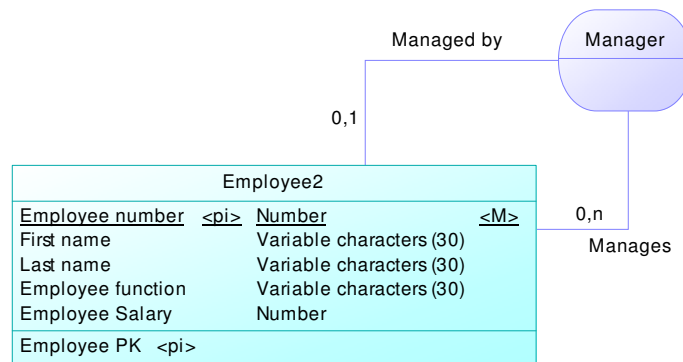 Managed by
Manager
0,1
Employee2
Employee number <pi> Number <M>
First name Variable characters (30)
Last name Variable characters (30)
Employee function Variable characters (30)
Employee Salary Number
Employee PK <pi>
0,n
Manages